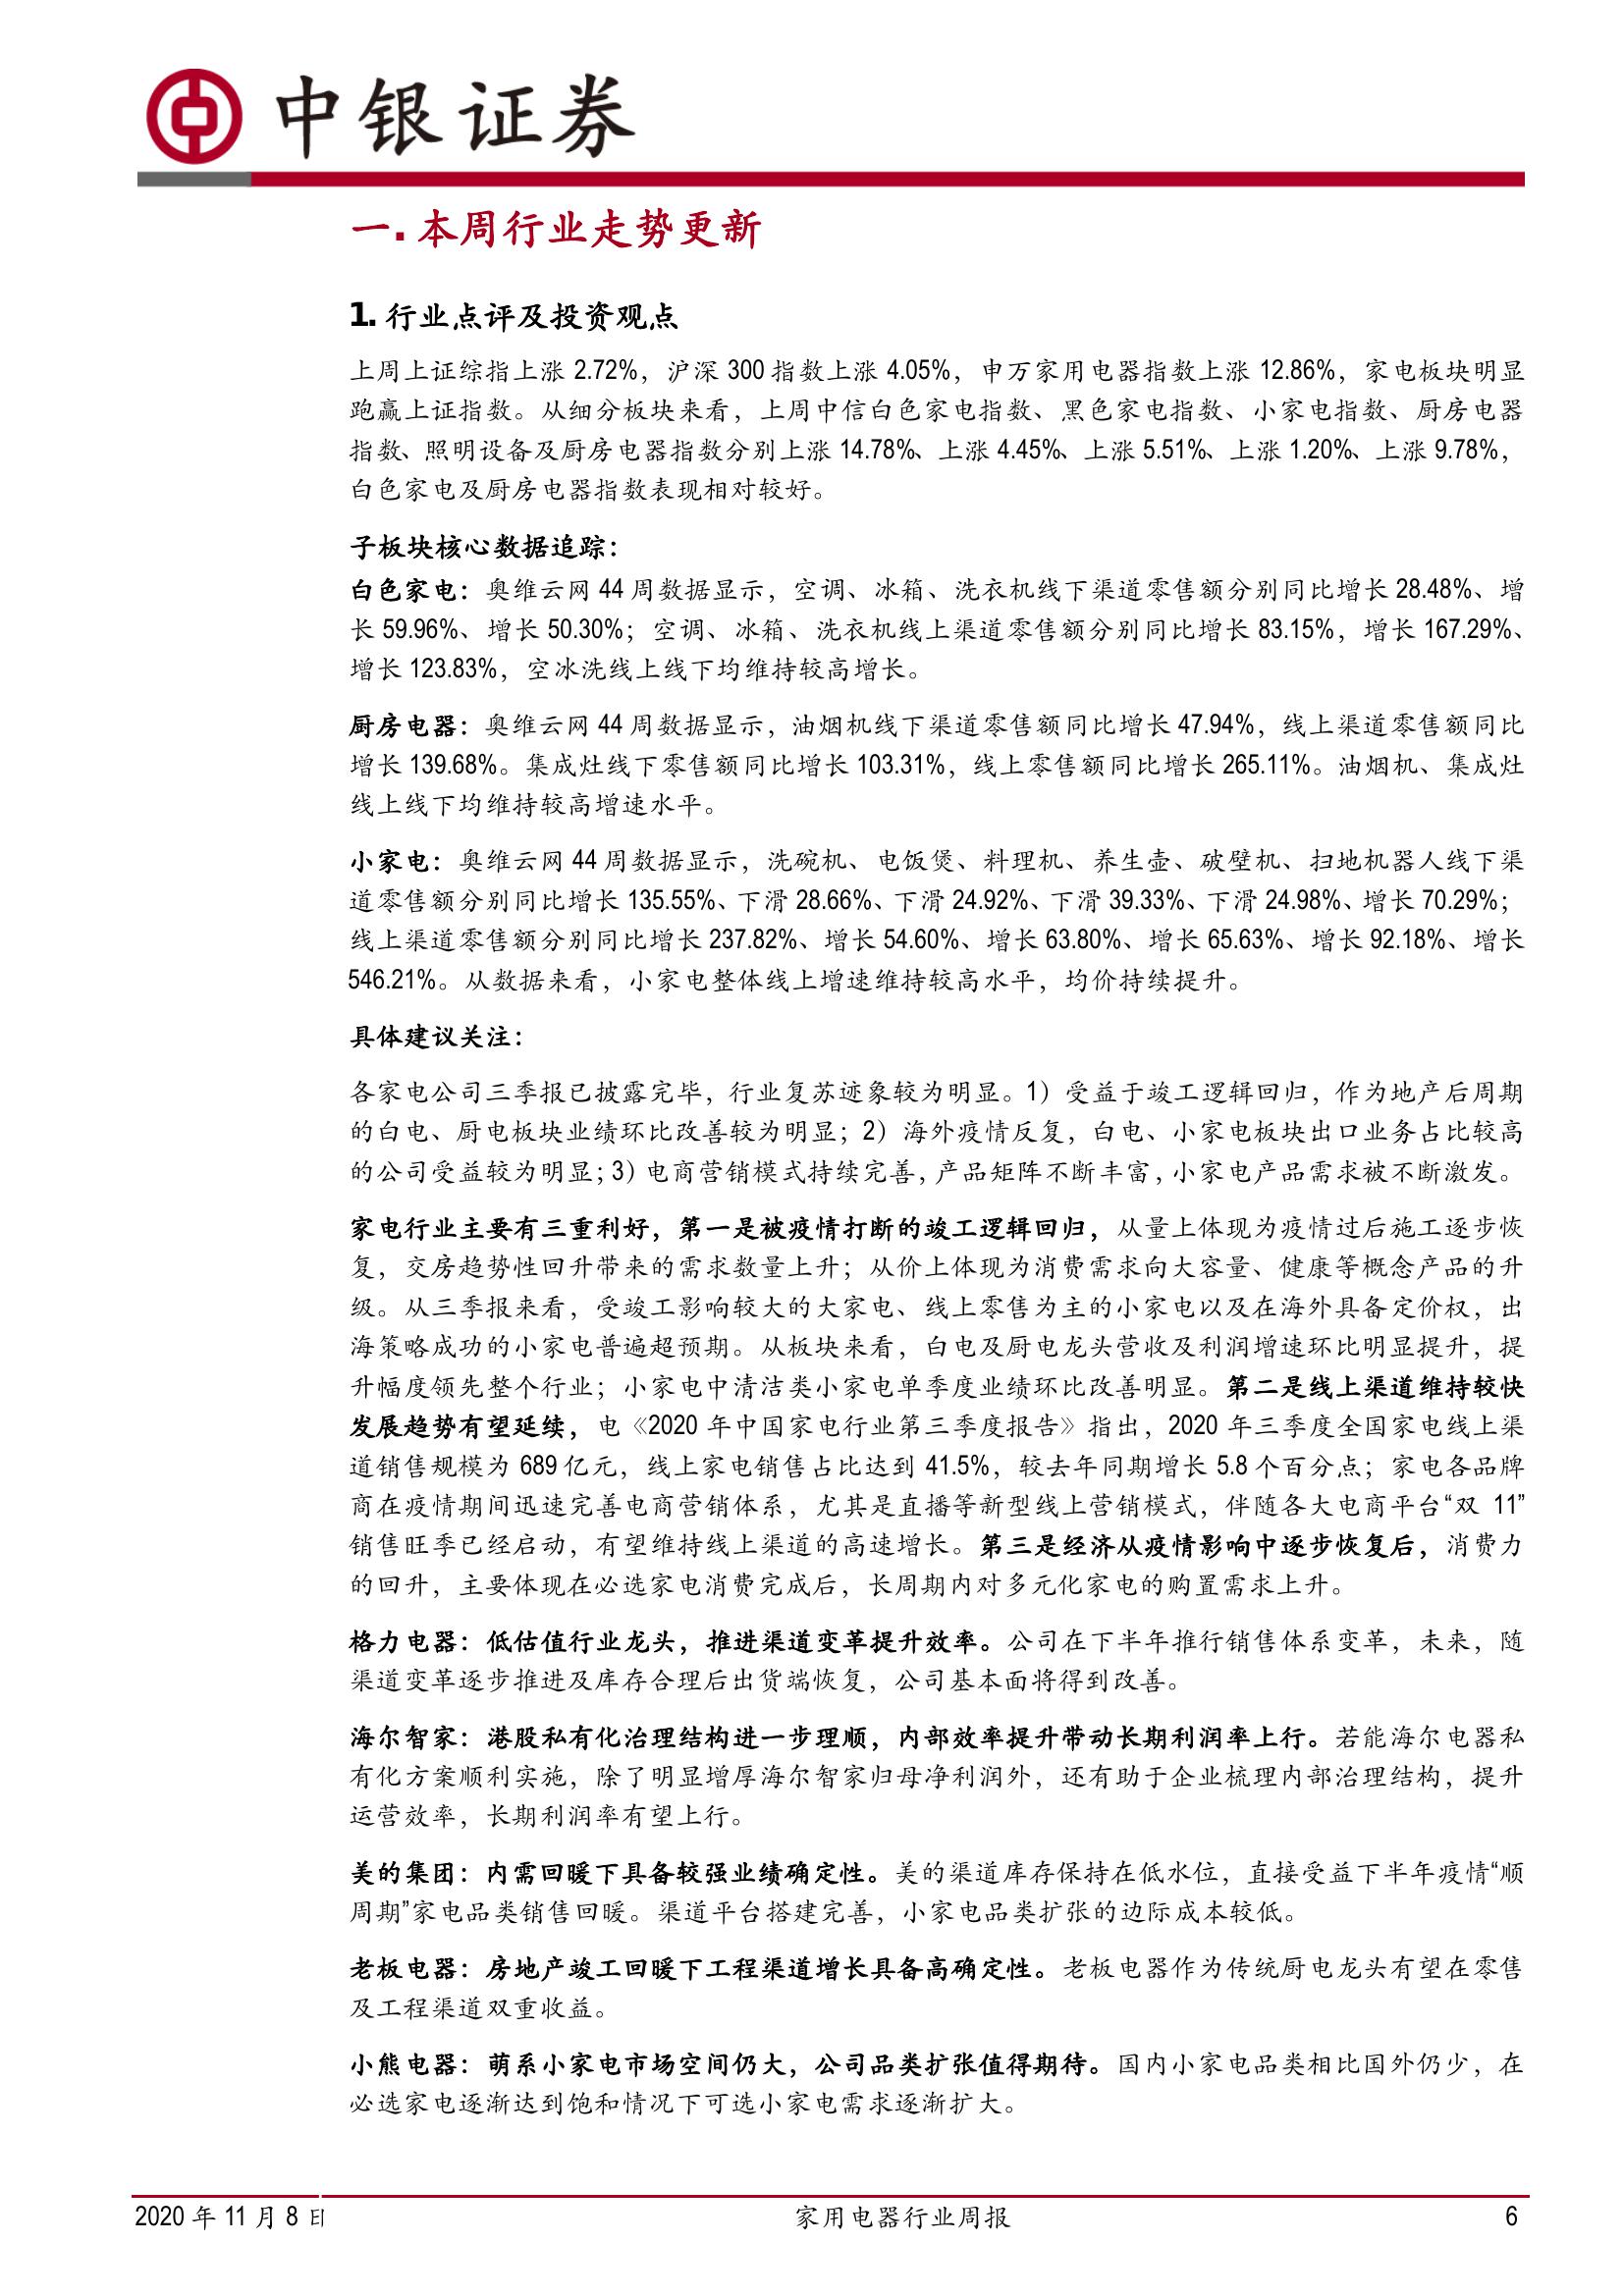 中银证券
一. 本周行业走势更新
1. 行业点评及投资观点
上周上证综指上涨 2.72%，沪深 300 指数上涨 4.05%，申万家用电器指数上涨 12.86%，家电板块明显
跑赢上证指数。从细分板块来看，上周中信白色家电指数、黑色家电指数、小家电指数、厨房电器
指数、照明设备及厨房电器指数分别上涨 14.78%、上涨 4.45%、上涨 5.51%、上涨 1.20%、上涨 9.78%，
白色家电及厨房电器指数表现相对较好。
子板块核心数据追踪：
白色家电：奥维云网 44 周数据显示，空调、冰箱、洗衣机线下渠道零售额分别同比增长 28.48%、增
长 59.96%、增长 50.30%；空调、冰箱、洗衣机线上渠道零售额分别同比增长 83.15%，增长 167.29%、
增长 123.83%，空冰洗线上线下均维持较高增长。
厨房电器：奥维云网 44 周数据显示，油烟机线下渠道零售额同比增长 47.94%，线上渠道零售额同比
增长 139.68%。集成灶线下零售额同比增长 103.31%，线上零售额同比增长 265.11%。油烟机、集成灶
线上线下均维持较高增速水平。
小家电：奥维云网 44 周数据显示，洗碗机、电饭煲、料理机、养生壶、破壁机、扫地机器人线下渠
道零售额分别同比增长 135.55%、下滑 28.66%、下滑 24.92%、下滑 39.33%、下滑 24.98%、增长 70.29%；
线上渠道零售额分别同比增长 237.82%、增长 54.60%、增长 63.80%、增长 65.63%、增长 92.18%、增长
546.21%。从数据来看，小家电整体线上增速维持较高水平，均价持续提升。
具体建议关注：
各家电公司三季报已披露完毕，行业复苏迹象较为明显。1）受益于竣工逻辑回归，作为地产后周期
的白电、厨电板块业绩环比改善较为明显；2）海外疫情反复，白电、小家电板块出口业务占比较高
的公司受益较为明显；3）电商营销模式持续完善，产品矩阵不断丰富，小家电产品需求被不断激发。
家电行业主要有三重利好，第一是被疫情打断的竣工逻辑回归，从量上体现为疫情过后施工逐步恢
复，交房趋势性回升带来的需求数量上升；从价上体现为消费需求向大容量、健康等概念产品的升
级。从三季报来看，受竣工影响较大的大家电、线上零售为主的小家电以及在海外具备定价权，出
海策略成功的小家电普遍超预期。从板块来看，白电及厨电龙头营收及利润增速环比明显提升，提
升幅度领先整个行业；小家电中清洁类小家电单季度业绩环比改善明显。第二是线上渠道维持较快
发展趋势有望延续，电《2020 年中国家电行业第三季度报告》指出，2020 年三季度全国家电线上渠
道销售规模为 689 亿元，线上家电销售占比达到 41.5%，较去年同期增长 5.8 个百分点；家电各品牌
商在疫情期间迅速完善电商营销体系，尤其是直播等新型线上营销模式，伴随各大电商平台“双 11”
销售旺季已经启动，有望维持线上渠道的高速增长。第三是经济从疫情影响中逐步恢复后，消费力
的回升，主要体现在必选家电消费完成后，长周期内对多元化家电的购置需求上升。
格力电器：低估值行业龙头，推进渠道变革提升效率。公司在下半年推行销售体系变革，未来，随
渠道变革逐步推进及库存合理后出货端恢复，公司基本面将得到改善。
海尔智家：港股私有化治理结构进一步理顺，内部效率提升带动长期利润率上行。若能海尔电器私
有化方案顺利实施，除了明显增厚海尔智家归母净利润外，还有助于企业梳理内部治理结构，提升
运营效率，长期利润率有望上行。
美的集团：内需回暖下具备较强业绩确定性。美的渠道库存保持在低水位，直接受益下半年疫情“顺
周期”家电品类销售回暖。渠道平台搭建完善，小家电品类扩张的边际成本较低。
老板电器：房地产竣工回暖下工程渠道增长具备高确定性。老板电器作为传统厨电龙头有望在零售
及工程渠道双重收益。
小熊电器：萌系小家电市场空间仍大，公司品类扩张值得期待。国内小家电品类相比国外仍少，在
必选家电逐渐达到饱和情况下可选小家电需求逐渐扩大。
2020 年 11 月 8 日 家用电器行业周报 6